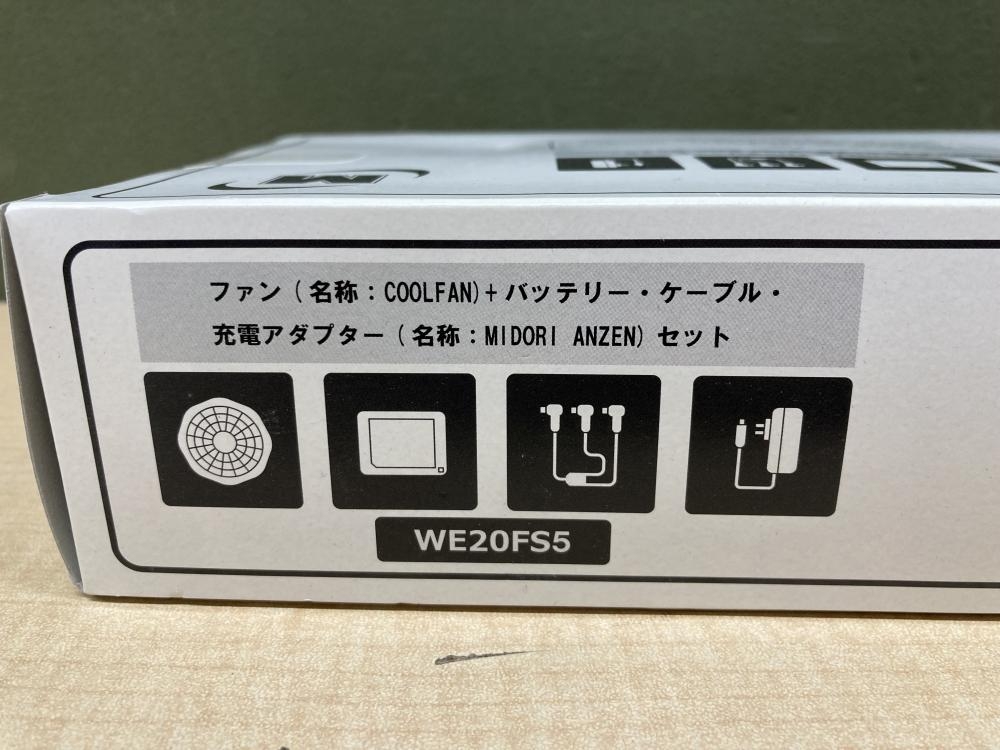 ファン(名称:COOLFAN)+バッテリー・ケーブル・
充電アダプター(名称:MIDORI ANZEN)セット
WE20FS5